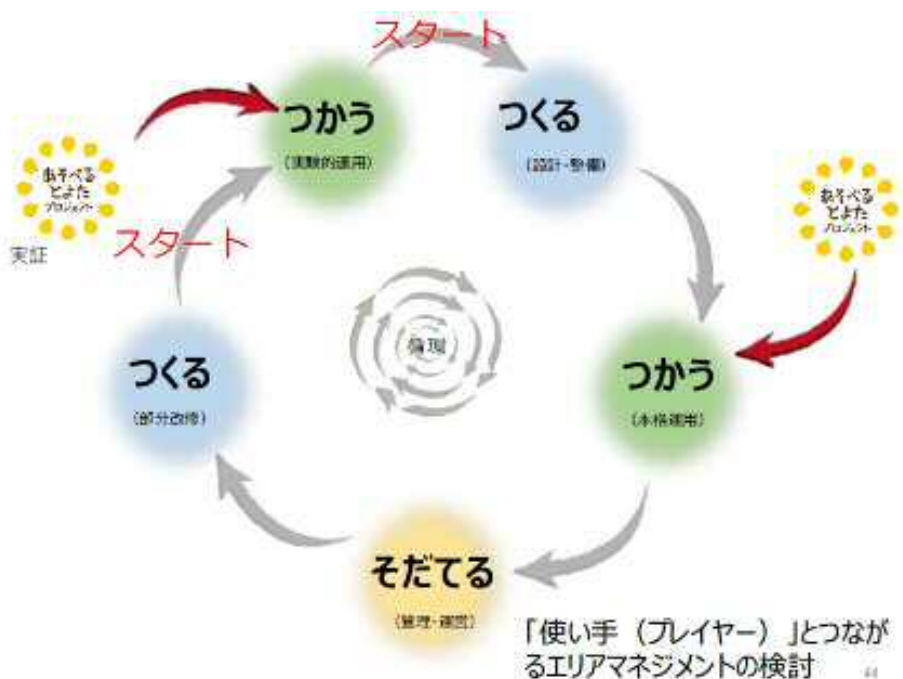 スタート
つかう
(実験的運用)
つくる
(設計・整備)
あそべる
とよた
プロジェクト
実証
スタート
あそべる
とよた
プロジェクト
循環
つくる
(部分改修)
つかう
(本格運用)
そだてる
(管理・運営)
「使い手（プレイヤー）」とつなが
るエリアマネジメントの検討